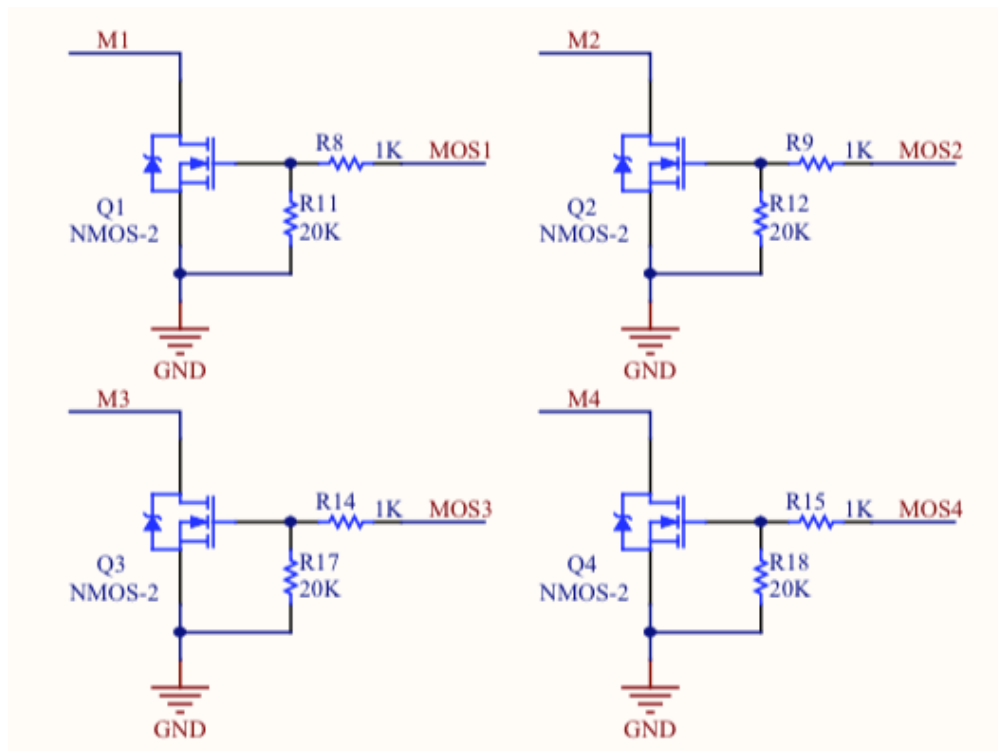 M1
R8 1K MOS1
Q1
NMOS-2
R11
20K
GND
M2
R9 1K MOS2
Q2
NMOS-2
R12
20K
GND
M3
R14 1K MOS3
Q3
NMOS-2
R17
20K
GND
M4
R15 1K MOS4
Q4
NMOS-2
R18
20K
GND